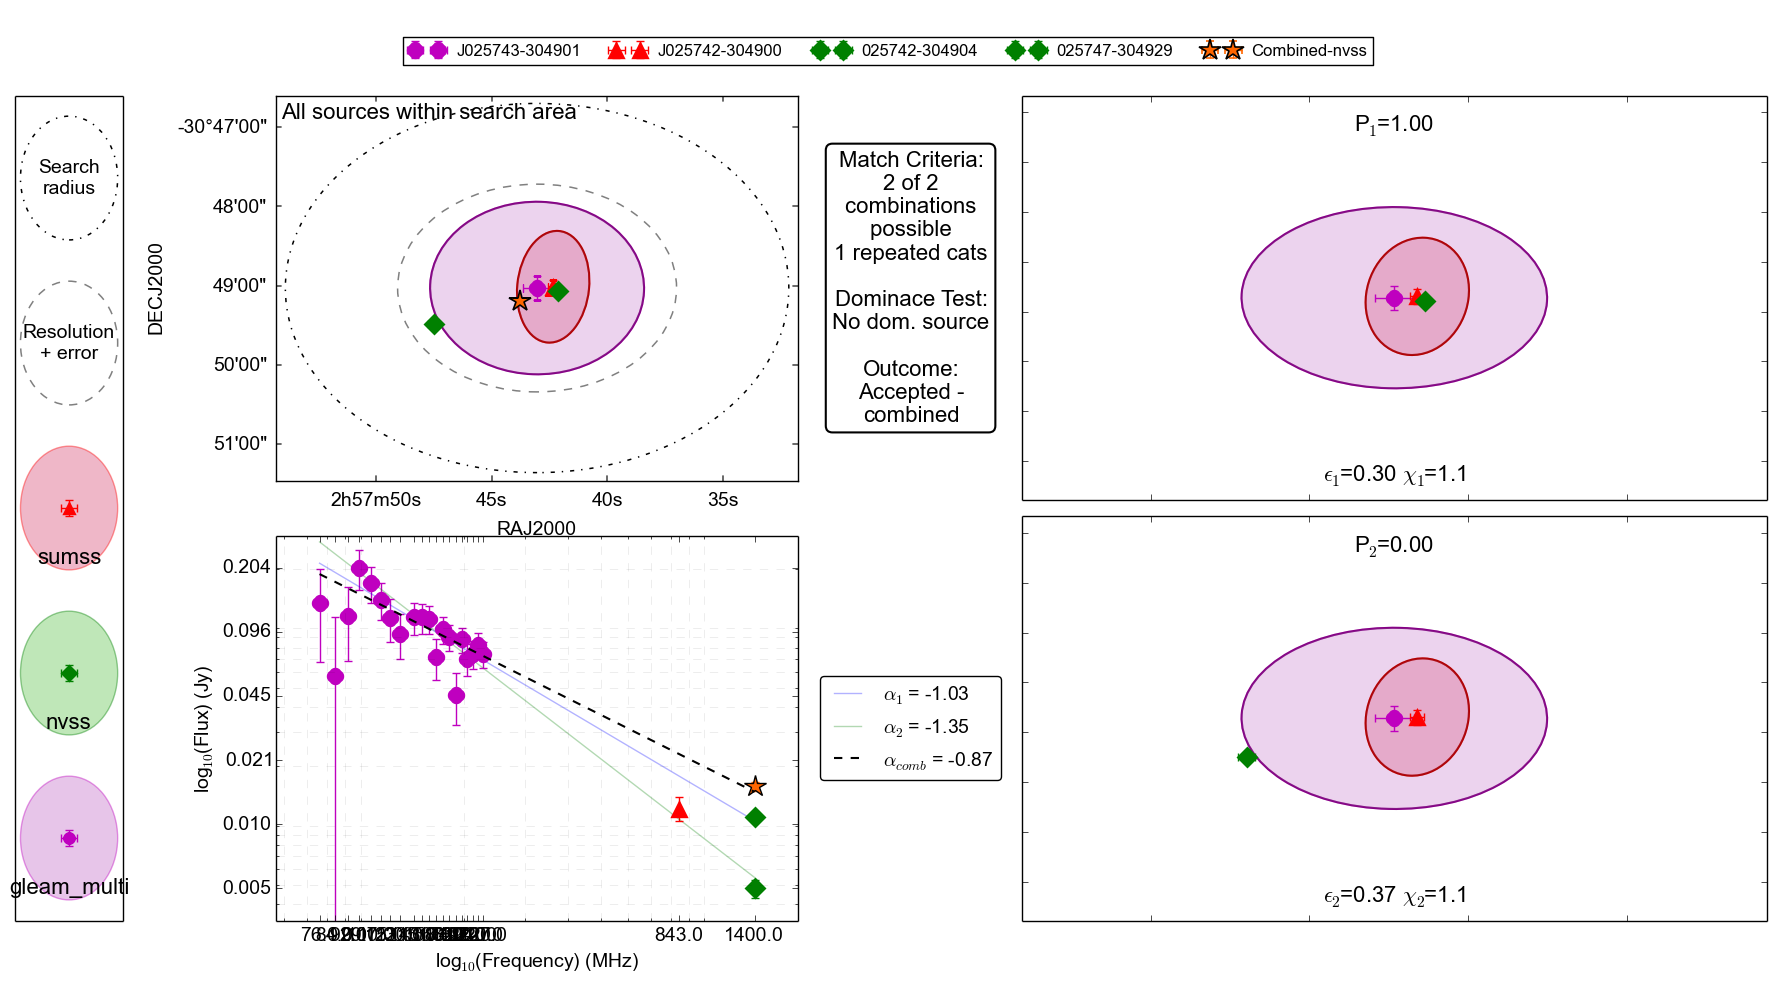 J025743-304901
J025742-304900
025742-304904
025747-304929
Combined-nvss
Search
radius
Resolution
+ error
sumss
nvss
gleam_multi
All sources within search area
DECJ2000
-30°47'00"
48'00"
49'00"
50'00"
51'00"
2h57m50s
45s
40s
35s
RAJ2000
Match Criteria:
2 of 2
combinations
possible
1 repeated cats
Dominace Test:
No dom. source
Outcome:
Accepted -
combined
P1=1.00
ϵ1=0.30 χ1=1.1
P2=0.00
ϵ2=0.37 χ2=1.1
log10(Flux) (Jy)
0.204
0.096
0.045
0.021
0.010
0.005
843.0
1400.0
log10(Frequency) (MHz)
α1 = -1.03
α2 = -1.35
αcomb = -0.87